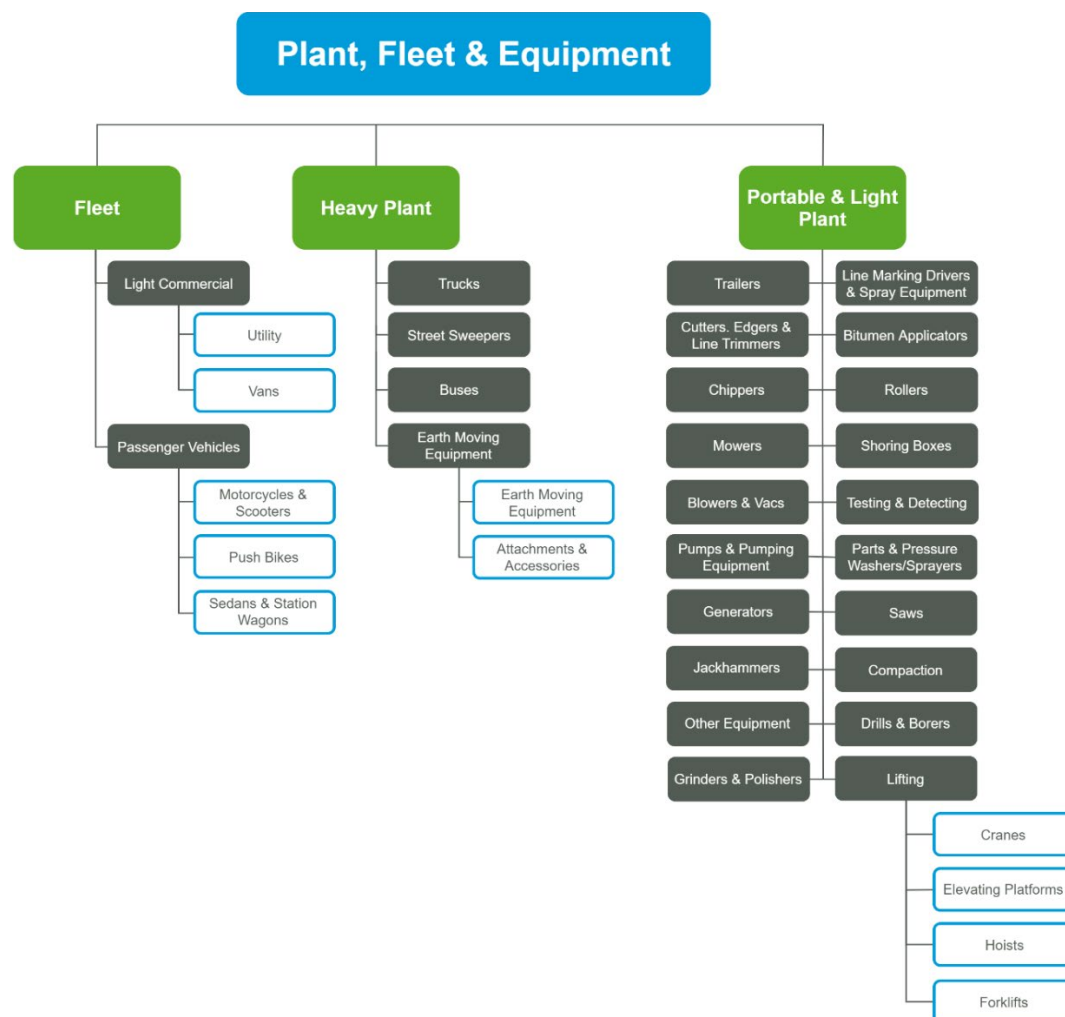 Plant, Fleet & Equipment
Fleet
Light Commercial
Utility
Vans
Passenger Vehicles
Motorcycles &
Scooters
Push Bikes
Sedans & Station
Wagons
Heavy Plant
Trucks
Street Sweepers
Buses
Earth Moving
Equipment
Earth Moving
Equipment
Attachments &
Accessories
Portable & Light
Plant
Trailers
Line Marking Drivers
& Spray Equipment
Cutters. Edgers &
Line Trimmers
Bitumen Applicators
Chippers
Rollers
Mowers
Shoring Boxes
Blowers & Vacs
Testing & Detecting
Pumps & Pumping
Equipment
Parts & Pressure
Washers/Sprayers
Generators
Saws
Jackhammers
Compaction
Other Equipment
Drills & Borers
Grinders & Polishers
Lifting
Cranes
Elevating Platforms
Hoists
Forklifts